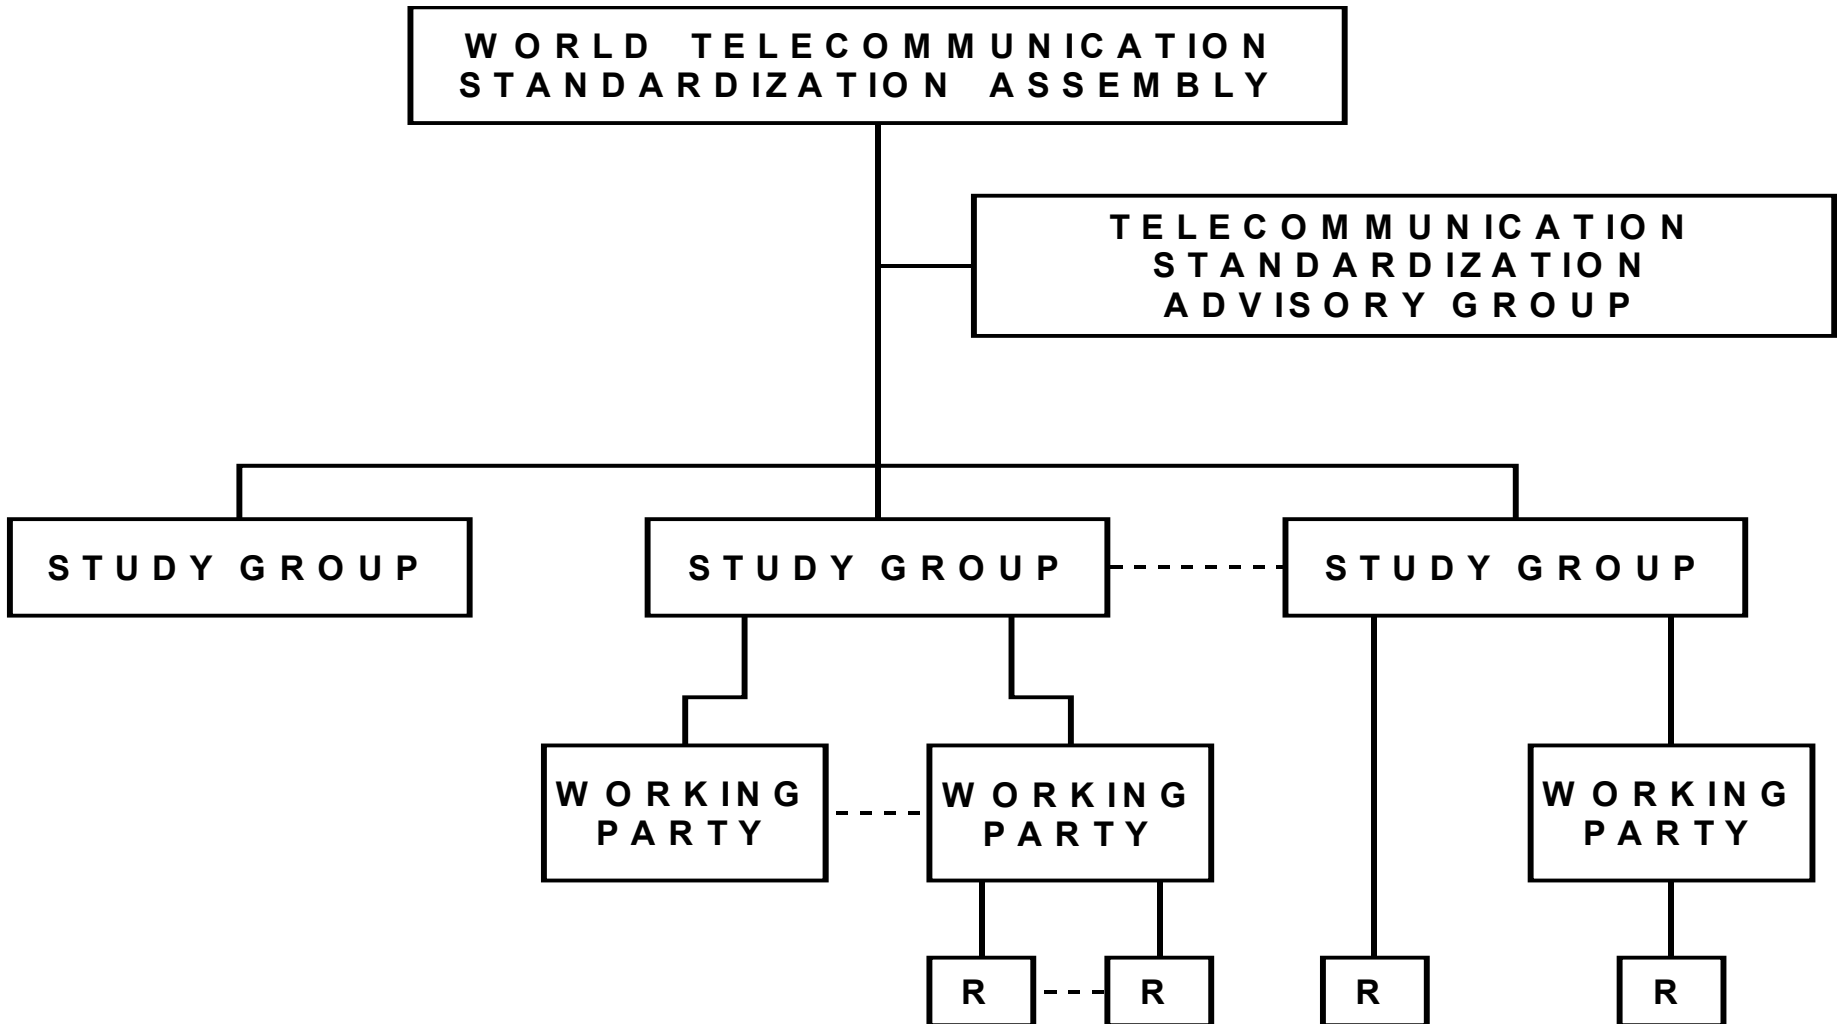 WORLD TELECOMMUNICATION
STANDARDIZATION ASSEMBLY
TELECOMMUNICATION
STANDARDIZATION
ADVISORY GROUP
STUDY GROUP
STUDY GROUP
STUDY GROUP
WORKING
PARTY
WORKING
PARTY
WORKING
PARTY
R
R
R
R